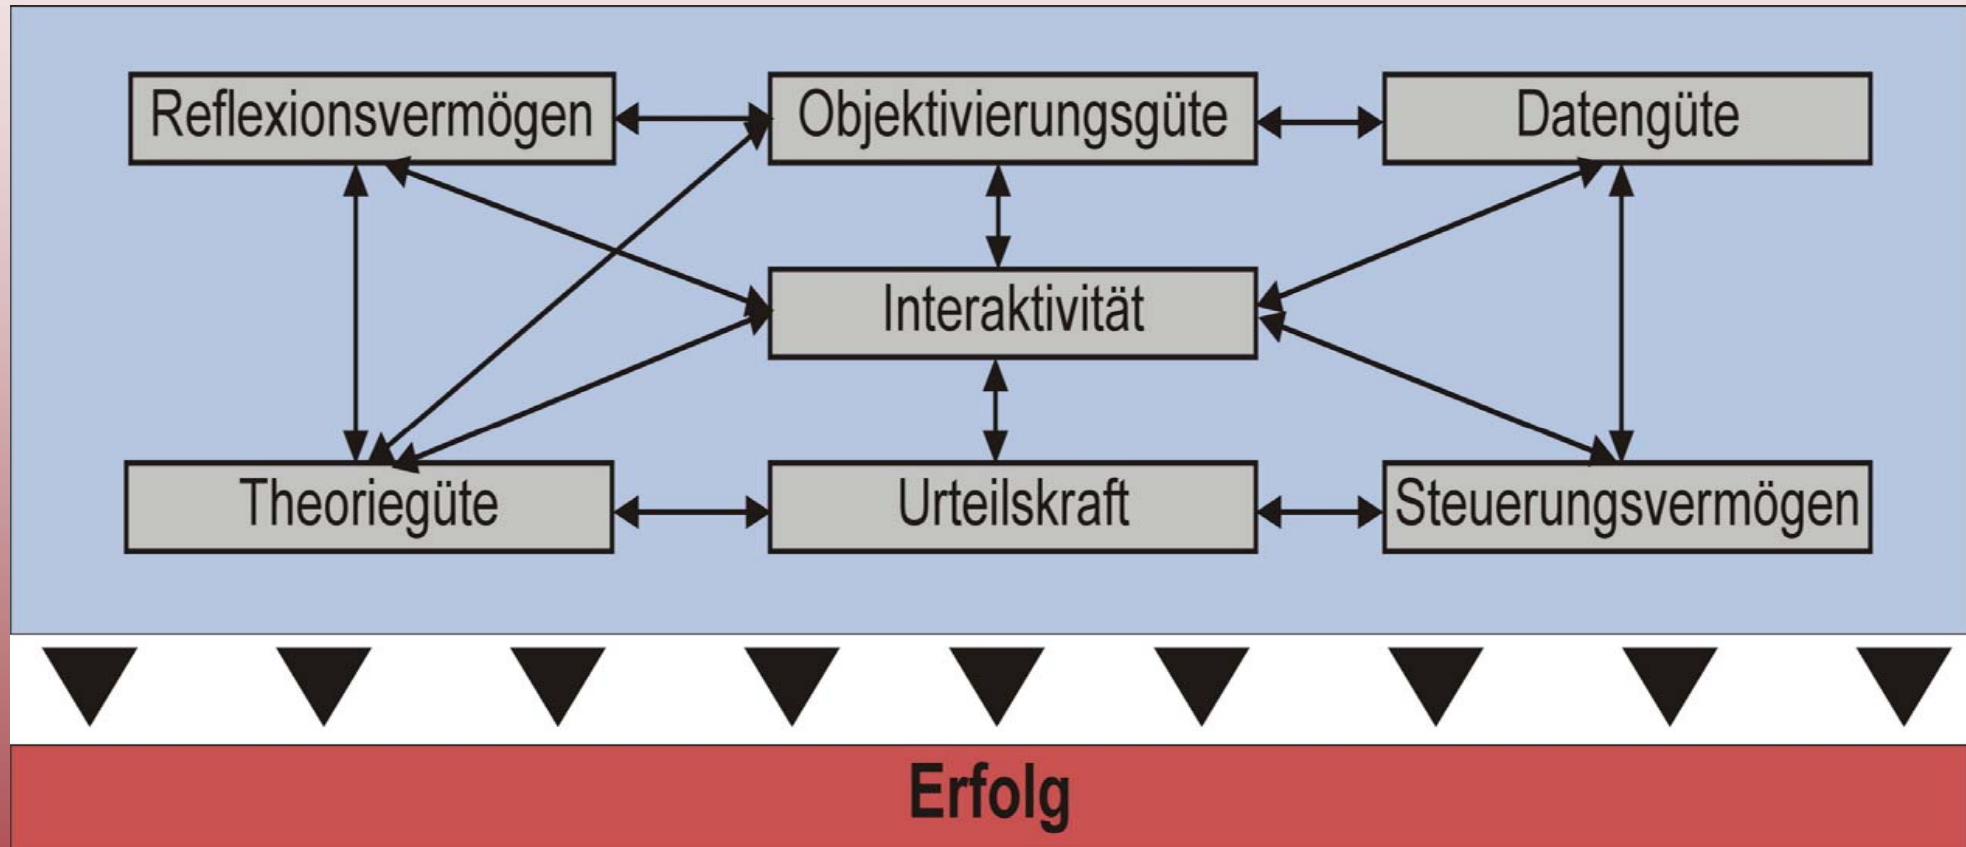 Reflexionsvermögen
Objektivierungsgüte
Datengüte
Interaktivität
Theoriegüte
Urteilskraft
Steuerungsvermögen
Erfolg